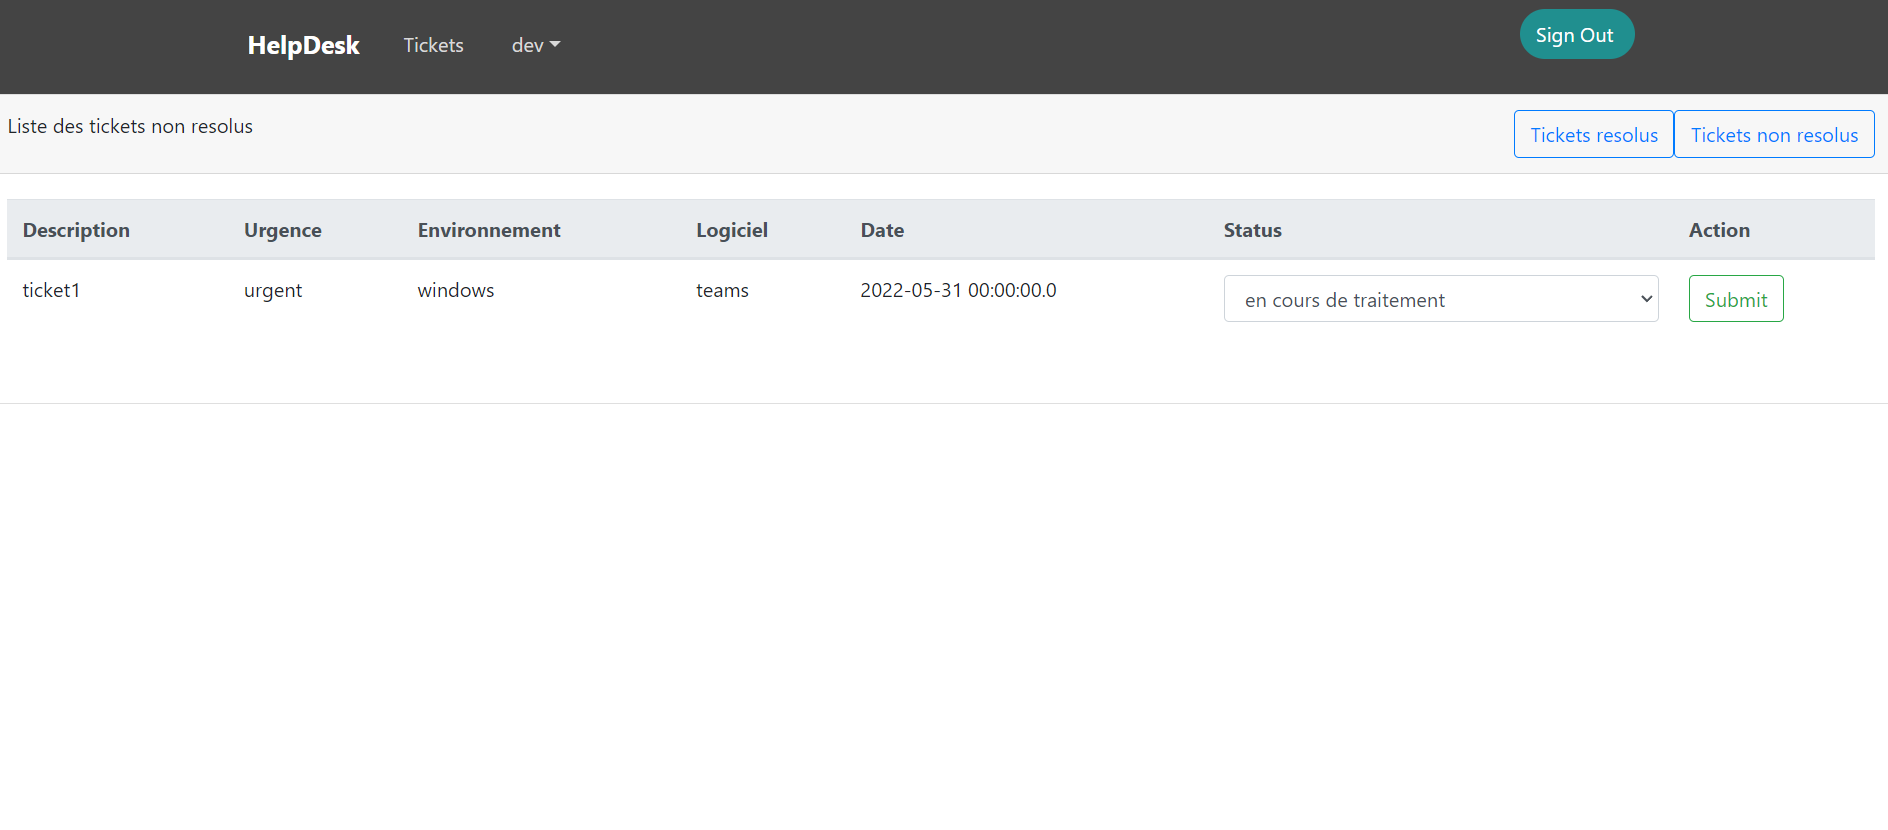 HelpDesk Tickets dev Sign Out
Liste des tickets non resolus Tickets resolus Tickets non resolus
Description Urgence Environnement Logiciel Date Status Action
ticket1 urgent windows teams 2022-05-31 00:00:00.0 en cours de traitement Submit